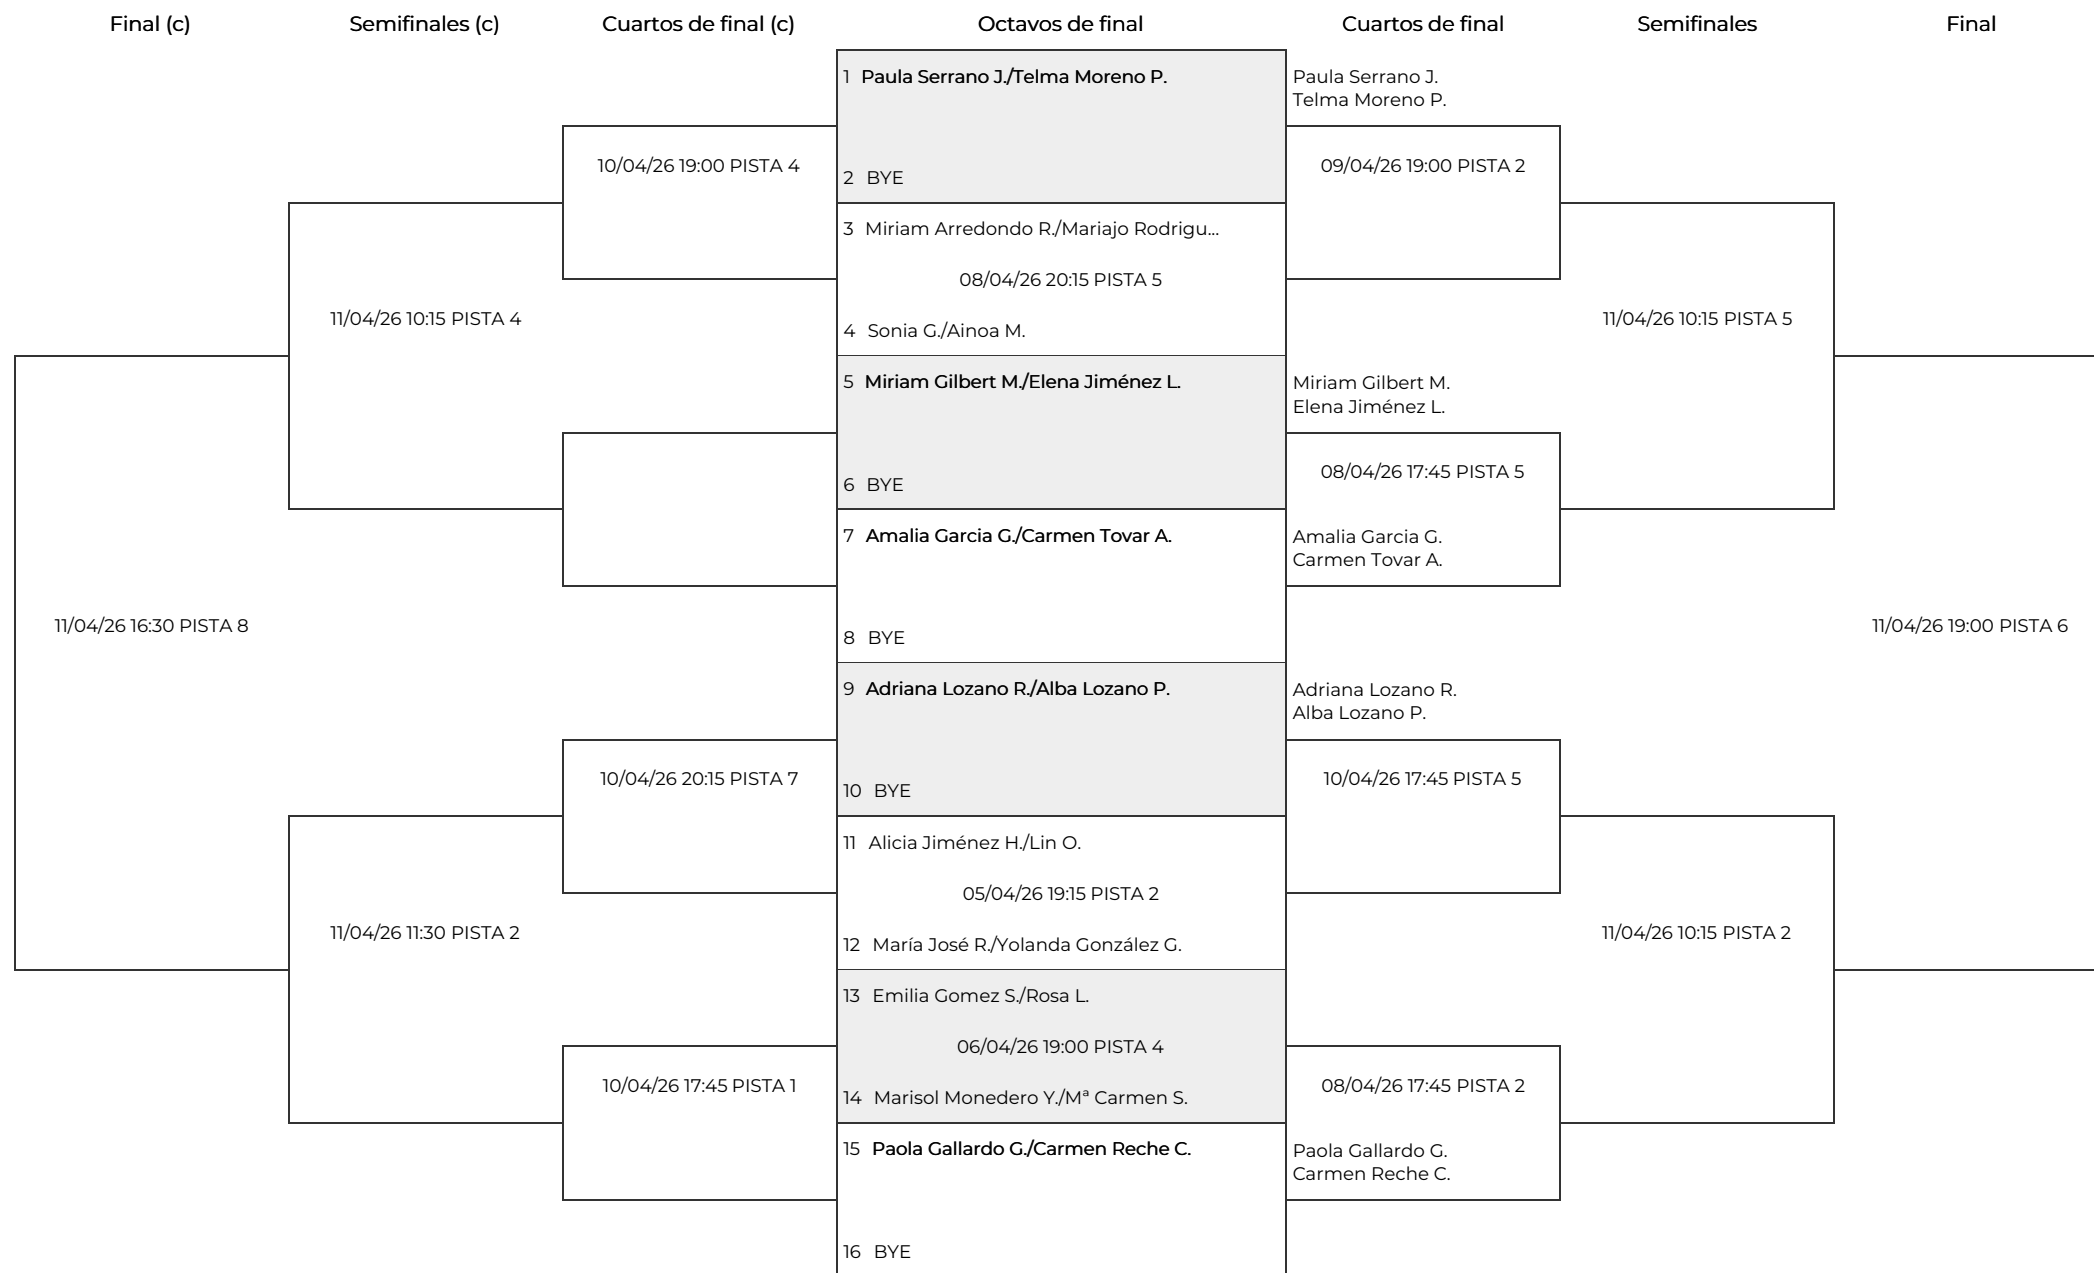 Final (c)
Semifinales (c)
Cuartos de final (c)
Octavos de final
Cuartos de final
Semifinales
Final
1 Paula Serrano J./Telma Moreno P.
Paula Serrano J.
Telma Moreno P.
10/04/26 19:00 PISTA 4
09/04/26 19:00 PISTA 2
2 BYE
3 Miriam Arredondo R./Mariajo Rodrigu...
08/04/26 20:15 PISTA 5
11/04/26 10:15 PISTA 4
11/04/26 10:15 PISTA 5
4 Sonia G./Ainoa M.
5 Miriam Gilbert M./Elena Jiménez L.
Miriam Gilbert M.
Elena Jiménez L.
08/04/26 17:45 PISTA 5
6 BYE
7 Amalia Garcia G./Carmen Tovar A.
Amalia Garcia G.
Carmen Tovar A.
11/04/26 16:30 PISTA 8
11/04/26 19:00 PISTA 6
8 BYE
9 Adriana Lozano R./Alba Lozano P.
Adriana Lozano R.
Alba Lozano P.
10/04/26 20:15 PISTA 7
10/04/26 17:45 PISTA 5
10 BYE
11 Alicia Jiménez H./Lin O.
05/04/26 19:15 PISTA 2
11/04/26 11:30 PISTA 2
11/04/26 10:15 PISTA 2
12 María José R./Yolanda González G.
13 Emilia Gomez S./Rosa L.
06/04/26 19:00 PISTA 4
10/04/26 17:45 PISTA 1
08/04/26 17:45 PISTA 2
14 Marisol Monedero Y./Mª Carmen S.
15 Paola Gallardo G./Carmen Reche C.
Paola Gallardo G.
Carmen Reche C.
16 BYE